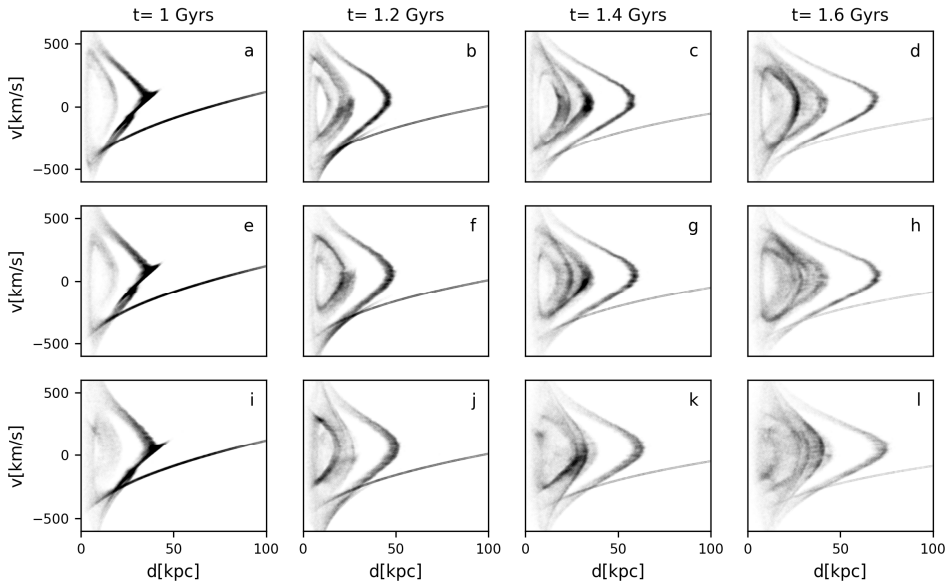 t= 1 Gyrs t= 1.2 Gyrs t= 1.4 Gyrs t= 1.6 Gyrs
500 a b c d
v[km/s] 0
−500
500 e f g h
v[km/s] 0
−500
500 i j k l
v[km/s] 0
−500
0 50 100 0 50 100 0 50 100 0 50 100
d[kpc] d[kpc] d[kpc] d[kpc]